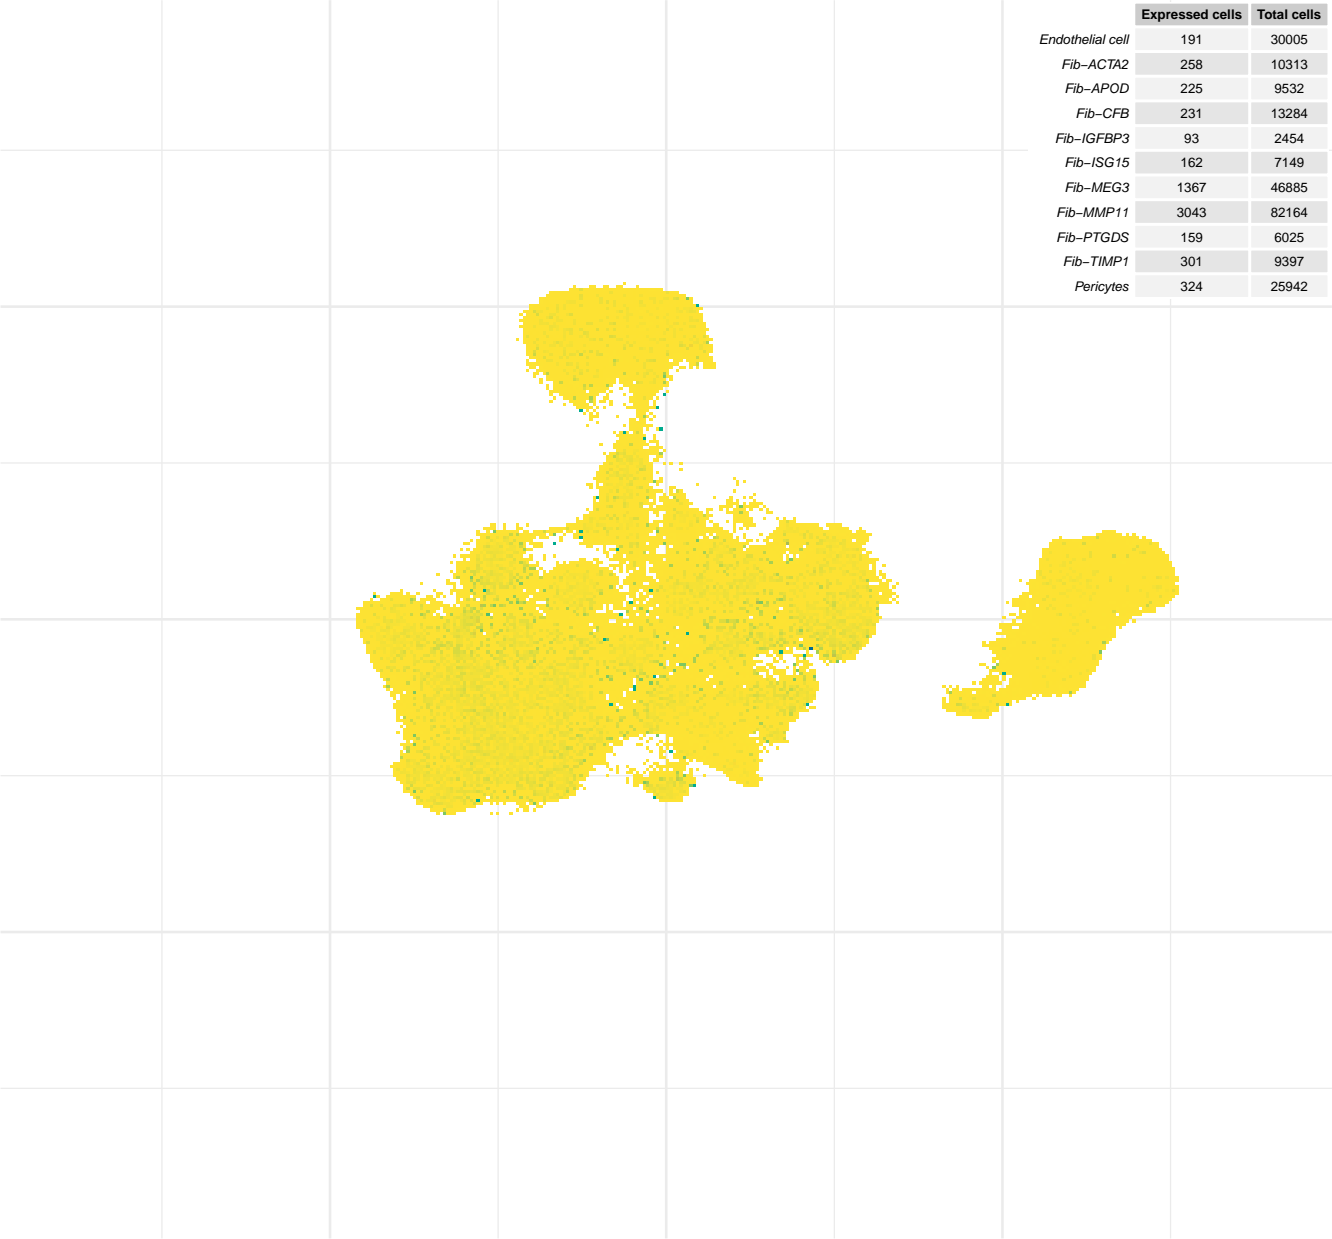 Expressed cells Total cells
Endothelial cell 191 30005
Fib−ACTA2 258 10313
Fib−APOD 225 9532
Fib−CFB 231 13284
Fib−IGFBP3 93 2454
Fib−ISG15 162 7149
Fib−MEG3 1367 46885
Fib−MMP11 3043 82164
Fib−PTGDS 159 6025
Fib−TIMP1 301 9397
Pericytes 324 25942